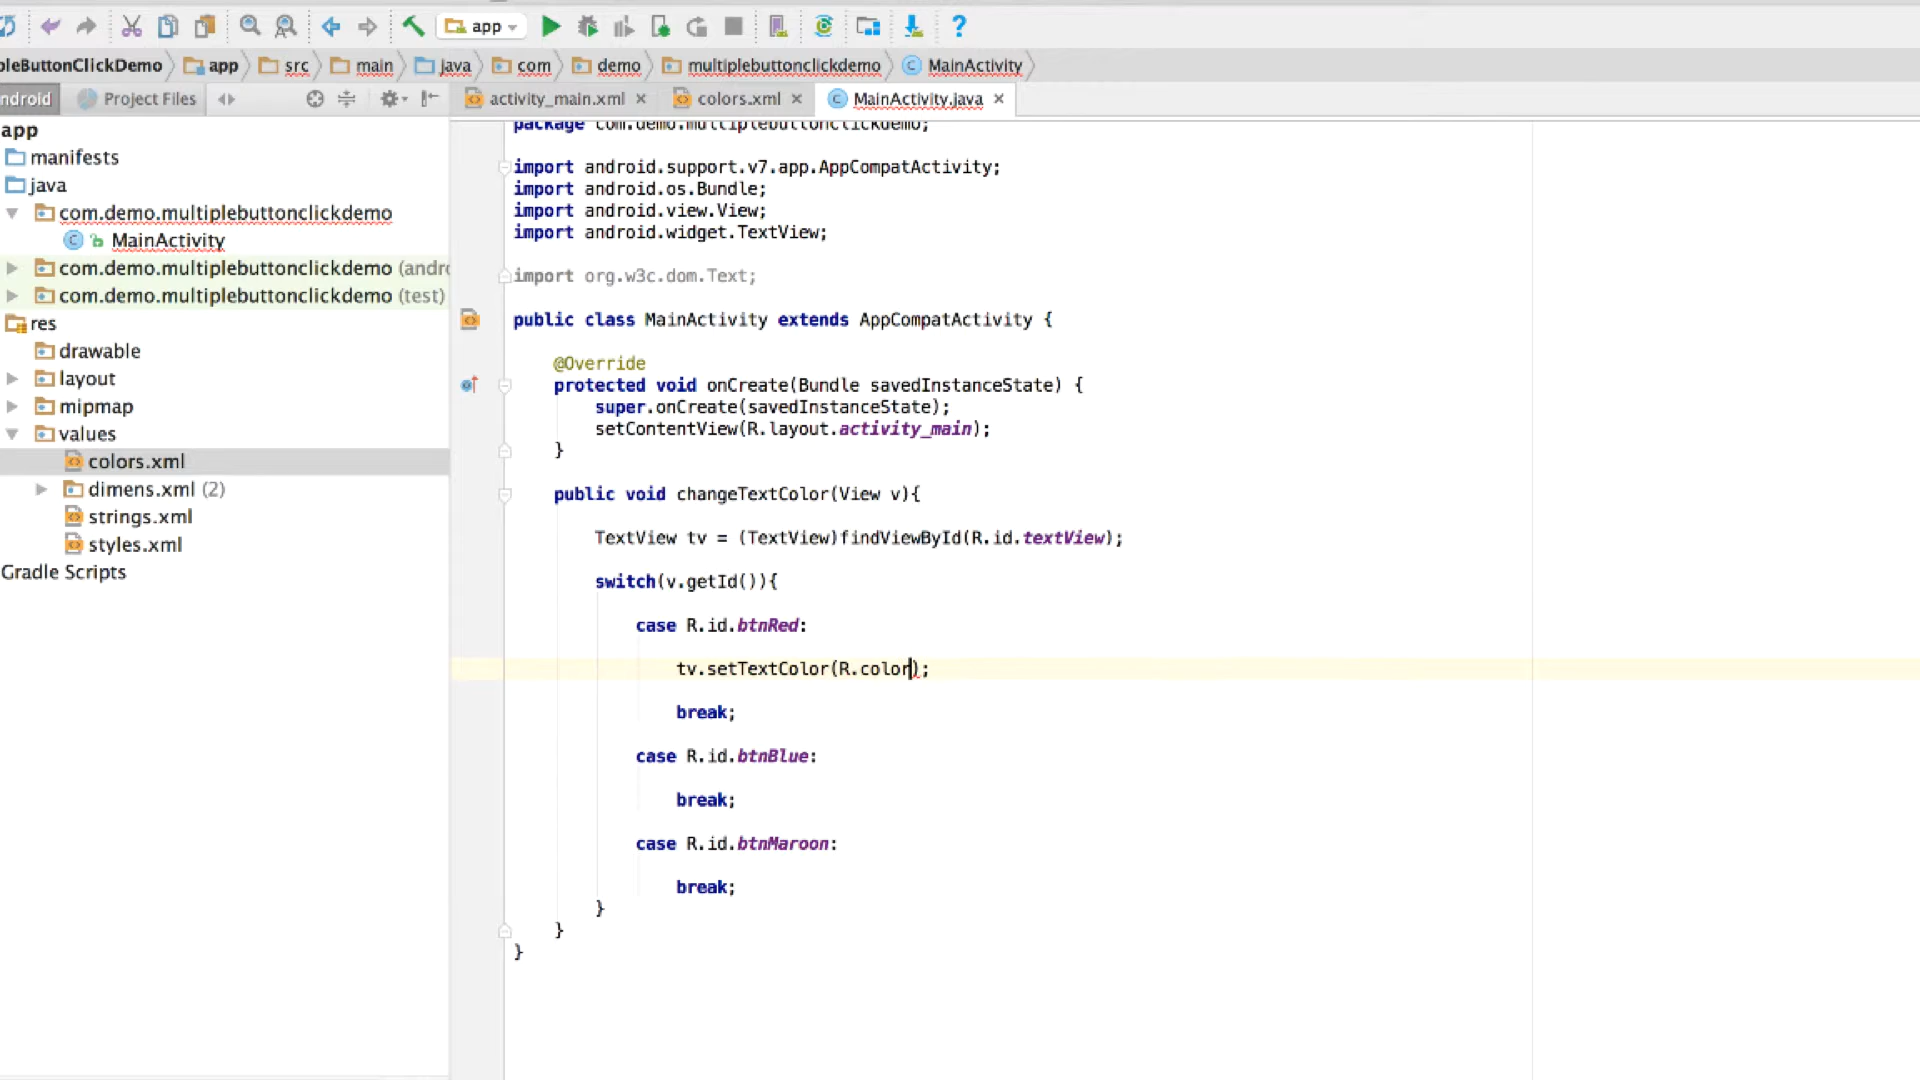 app
pleButtonClickDemo app src main java com demo multiplebuttonclickdemo MainActivity
ndroid Project Files
activity_main.xml colors.xml MainActivity.java
app
manifests
java
com.demo.multiplebuttonclickdemo
MainActivity
com.demo.multiplebuttonclickdemo (andro
com.demo.multiplebuttonclickdemo (test)
res
drawable
layout
mipmap
values
colors.xml
dimens.xml (2)
strings.xml
styles.xml
Gradle Scripts
package com.demo.multiplebuttonclickdemo;
import android.support.v7.app.AppCompatActivity;
import android.os.Bundle;
import android.view.View;
import android.widget.TextView;
import org.w3c.dom.Text;
public class MainActivity extends AppCompatActivity {
@Override
protected void onCreate(Bundle savedInstanceState) {
super.onCreate(savedInstanceState);
setContentView(R.layout.activity_main);
}
public void changeTextColor(View v){
TextView tv = (TextView)findViewById(R.id.textView);
switch(v.getId()){
case R.id.btnRed:
tv.setTextColor(R.color);
break;
case R.id.btnBlue:
break;
case R.id.btnMaroon:
break;
}
}
}